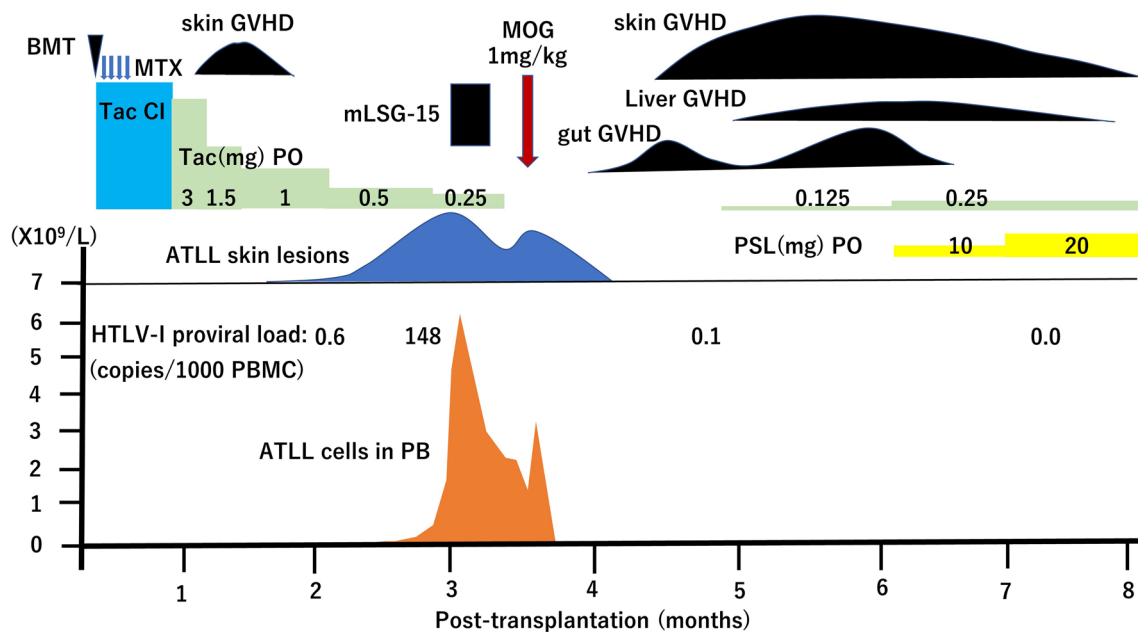 skin GVHD
BMT
MTX
Tac CI
Tac(mg) PO
3 1.5 1 0.5 0.25
mLSG-15
MOG
1mg/kg
skin GVHD
Liver GVHD
gut GVHD
0.125 0.25
PSL(mg) PO 10 20
(X10⁹/L)
ATLL skin lesions
7
6
5
4
3
2
1
0
HTLV-I proviral load: 0.6 148 0.1 0.0
(copies/1000 PBMC)
ATLL cells in PB
1 2 3 4 5 6 7 8
Post-transplantation (months)